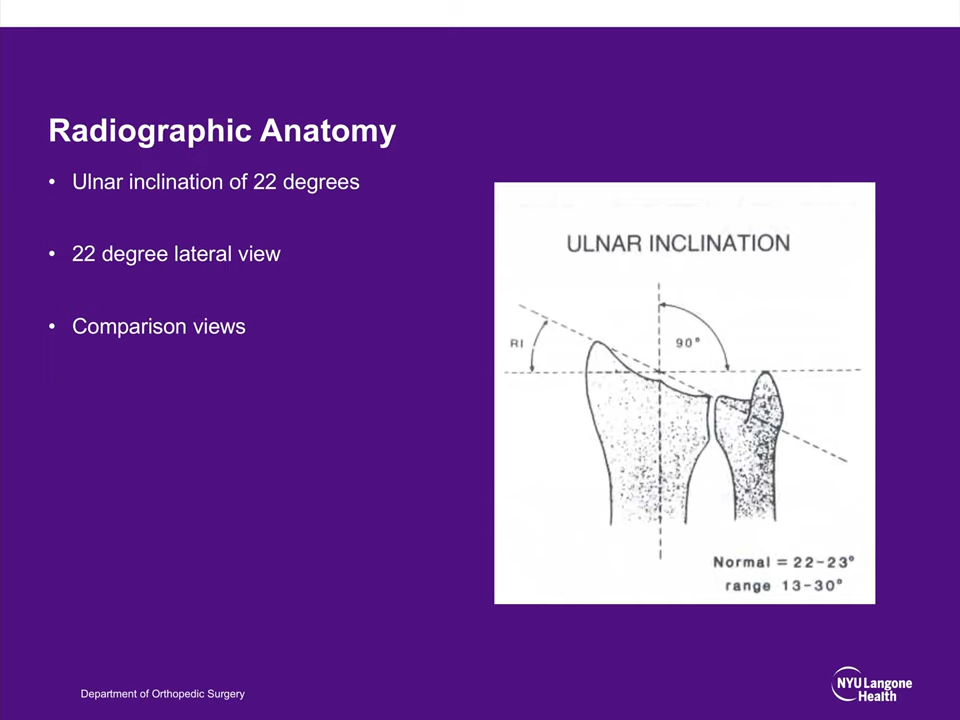 Radiographic Anatomy
• Ulnar inclination of 22 degrees
• 22 degree lateral view
• Comparison views
ULNAR INCLINATION
RI
90°
Normal = 22-23°
range 13-30°
Department of Orthopedic Surgery
NYU Langone
Health